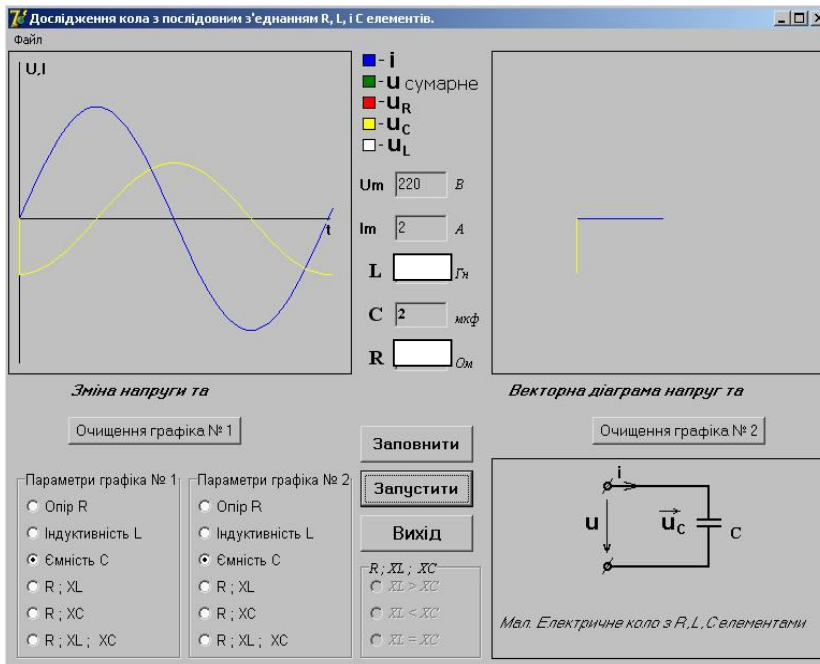 Дослідження кола з послідовним з'єднанням R, L, і C елементів.
Файл
U,I
t
- i
- u сумарне
- uR
- uC
- uL
Um 220 В
Im 2 А
L Гн
C 2 мкф
R Ом
Зміна напруги та
Векторна діаграма напруг та
Очищення графіка № 1
Очищення графіка № 2
Заповнити
Запустити
Вихід
Параметри графіка № 1
Опір R
Індуктивність L
Ємність C
R ; XL
R ; XC
R ; XL ; XC
Параметри графіка № 2
Опір R
Індуктивність L
Ємність C
R ; XL
R ; XC
R ; XL ; XC
R ; XL ; XC
XL > XC
XL < XC
XL = XC
i
u
uC
C
Мал. Електричне коло з R,L,C елементами